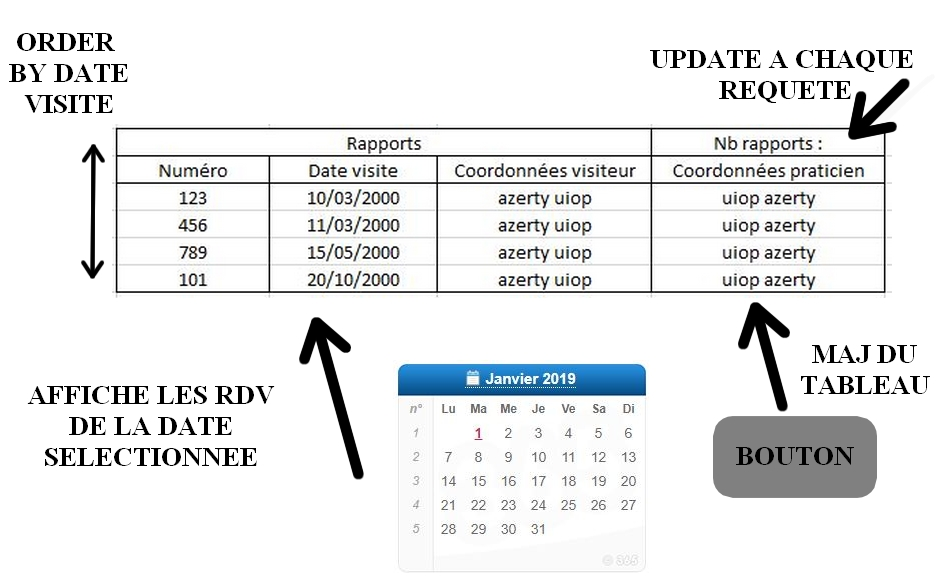 ORDER
BY DATE
VISITE
UPDATE A CHAQUE
REQUETE
Rapports Nb rapports :
Numéro Date visite Coordonnées visiteur Coordonnées praticien
123 10/03/2000 azerty uiop uiop azerty
456 11/03/2000 azerty uiop uiop azerty
789 15/05/2000 azerty uiop uiop azerty
101 20/10/2000 azerty uiop uiop azerty
AFFICHE LES RDV
DE LA DATE
SELECTIONNEE
Janvier 2019
n° Lu Ma Me Je Ve Sa Di
1 1 2 3 4 5 6
2 7 8 9 10 11 12 13
3 14 15 16 17 18 19 20
4 21 22 23 24 25 26 27
5 28 29 30 31
© 365
MAJ DU
TABLEAU
BOUTON